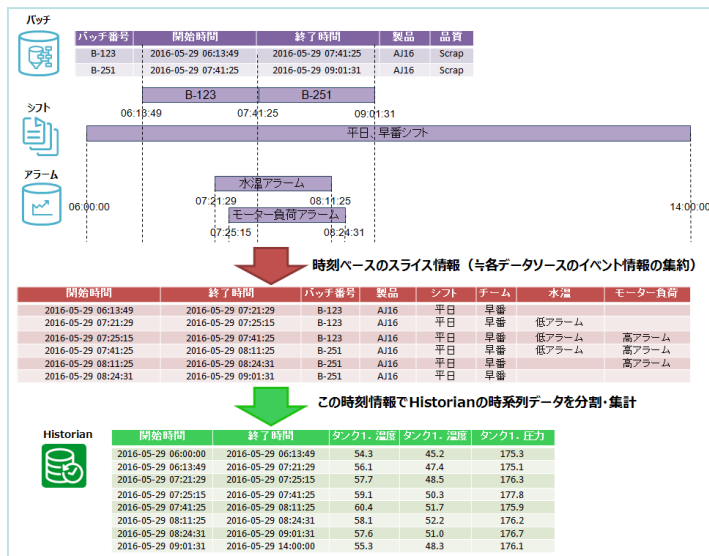 バッチ
バッチ番号 開始時間 終了時間 製品 品質
B-123 2016-05-29 06:13:49 2016-05-29 07:41:25 AJ16 Scrap
B-251 2016-05-29 07:41:25 2016-05-29 09:01:31 AJ16 Scrap
B-123 B-251
06:13:49 07:41:25 09:01:31
シフト
平日、早番シフト
アラーム
水温アラーム
06:00:00 07:21:29 08:11:25 14:00:00
モーター負荷アラーム
07:25:15 08:24:31
時刻ベースのスライス情報（≒各データソースのイベント情報の集約）
開始時間 終了時間 バッチ番号 製品 シフト チーム 水温 モーター負荷
2016-05-29 06:13:49 2016-05-29 07:21:29 B-123 AJ16 平日 早番
2016-05-29 07:21:29 2016-05-29 07:25:15 B-123 AJ16 平日 早番 低アラーム
2016-05-29 07:25:15 2016-05-29 07:41:25 B-123 AJ16 平日 早番 低アラーム 高アラーム
2016-05-29 07:41:25 2016-05-29 08:11:25 B-251 AJ16 平日 早番 低アラーム 高アラーム
2016-05-29 08:11:25 2016-05-29 08:24:31 B-251 AJ16 平日 早番 高アラーム
2016-05-29 08:24:31 2016-05-29 09:01:31 B-251 AJ16 平日 早番
この時刻情報でHistorianの時系列データを分割・集計
Historian
開始時間 終了時間 タンク1．温度 タンク1．温度 タンク1．圧力
2016-05-29 06:00:00 2016-05-29 06:13:49 54.3 45.2 175.3
2016-05-29 06:13:49 2016-05-29 07:21:29 56.1 47.4 175.1
2016-05-29 07:21:29 2016-05-29 07:25:15 57.7 48.5 176.3
2016-05-29 07:25:15 2016-05-29 07:41:25 59.1 50.3 177.8
2016-05-29 07:41:25 2016-05-29 08:11:25 60.4 51.7 175.9
2016-05-29 08:11:25 2016-05-29 08:24:31 58.1 52.2 176.2
2016-05-29 08:24:31 2016-05-29 09:01:31 57.6 51.0 176.7
2016-05-29 09:01:31 2016-05-29 14:00:00 55.3 48.3 176.1